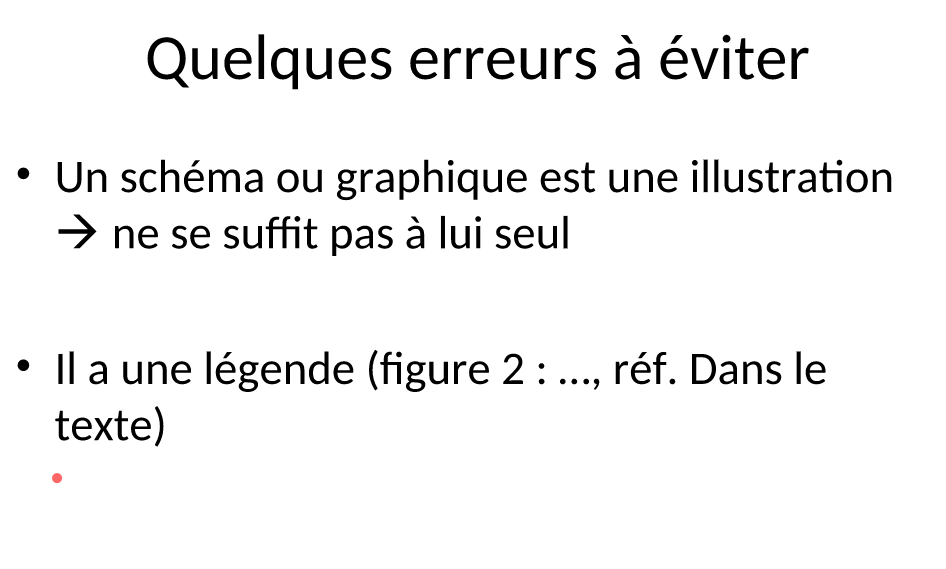 Quelques erreurs à éviter
• Un schéma ou graphique est une illustration
→ ne se suffit pas à lui seul
• Il a une légende (figure 2 : …, réf. Dans le
texte)
•